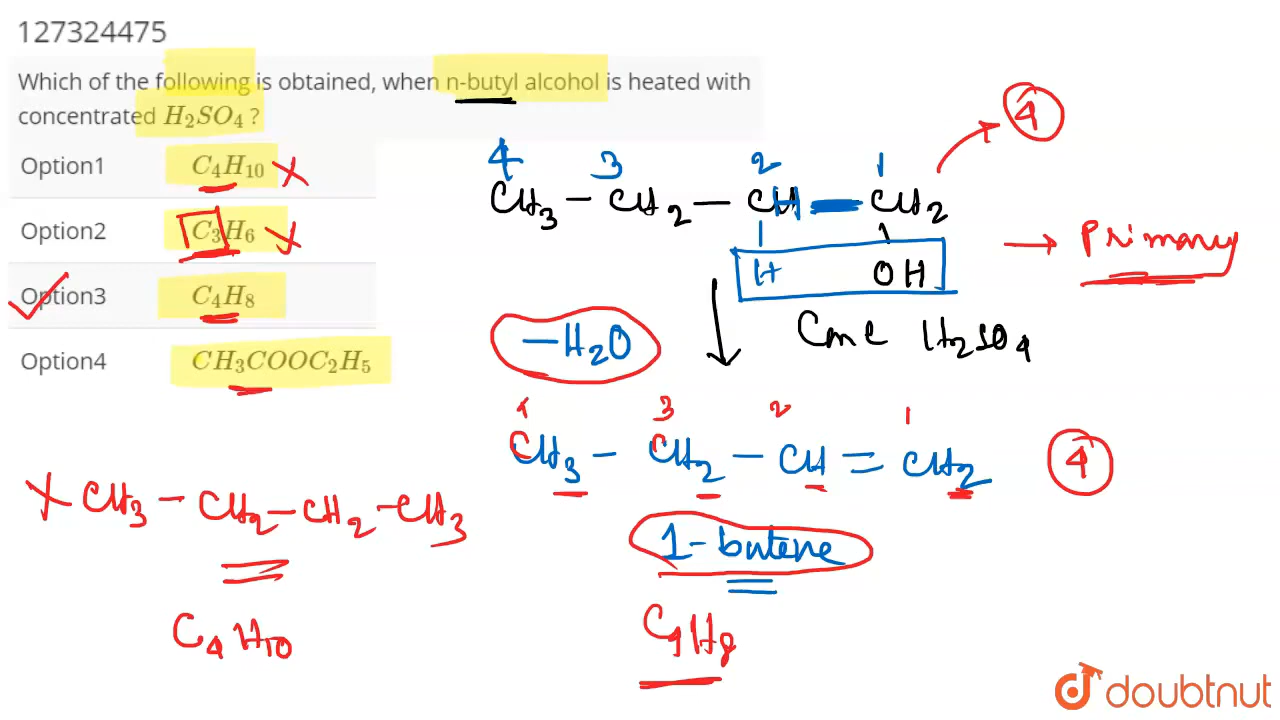 127324475
Which of the following is obtained, when n-butyl alcohol is heated with
concentrated H₂SO₄ ?
Option1 C₄H₁₀ X
Option2 C₃H₆ X
Option3 C₄H₈
Option4 CH₃COOC₂H₅
4
4 3 2 1
CH₃ — CH₂ — CH — CH₂
H OH
→ Primary
—H₂O
Conc H₂SO₄
4 3 2 1
CH₃ — CH₂ — CH = CH₂
4
X CH₃ — CH₂ — CH₂ — CH₃
1-butene
C₄H₁₀
C₄H₈
doubtnut